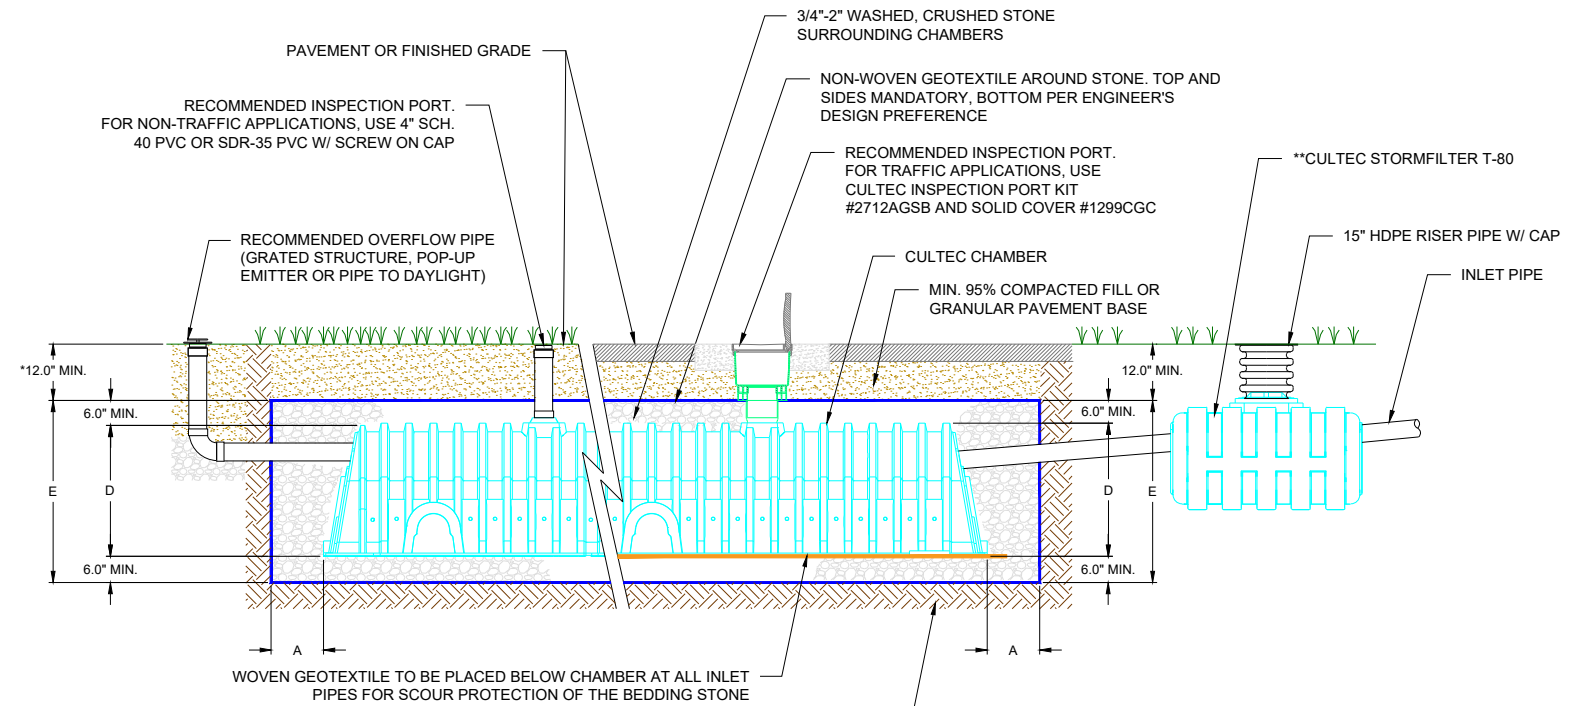 3/4"-2" WASHED, CRUSHED STONE
SURROUNDING CHAMBERS
PAVEMENT OR FINISHED GRADE
NON-WOVEN GEOTEXTILE AROUND STONE. TOP AND
SIDES MANDATORY, BOTTOM PER ENGINEER'S
DESIGN PREFERENCE
RECOMMENDED INSPECTION PORT.
FOR NON-TRAFFIC APPLICATIONS, USE 4" SCH.
40 PVC OR SDR-35 PVC W/ SCREW ON CAP
RECOMMENDED INSPECTION PORT.
FOR TRAFFIC APPLICATIONS, USE
CULTEC INSPECTION PORT KIT
#2712AGSB AND SOLID COVER #1299CGC
**CULTEC STORMFILTER T-80
15" HDPE RISER PIPE W/ CAP
RECOMMENDED OVERFLOW PIPE
(GRATED STRUCTURE, POP-UP
EMITTER OR PIPE TO DAYLIGHT)
CULTEC CHAMBER
INLET PIPE
MIN. 95% COMPACTED FILL OR
GRANULAR PAVEMENT BASE
*12.0" MIN.
12.0" MIN.
6.0" MIN.
6.0" MIN.
E
D
D
E
6.0" MIN.
6.0" MIN.
A
A
WOVEN GEOTEXTILE TO BE PLACED BELOW CHAMBER AT ALL INLET
PIPES FOR SCOUR PROTECTION OF THE BEDDING STONE